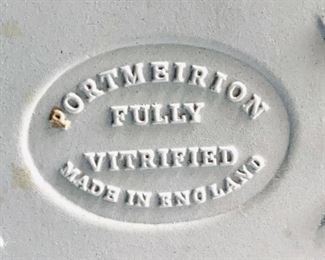 PORTMEIRION
FULLY
VITRIFIED
MADE IN ENGLAND